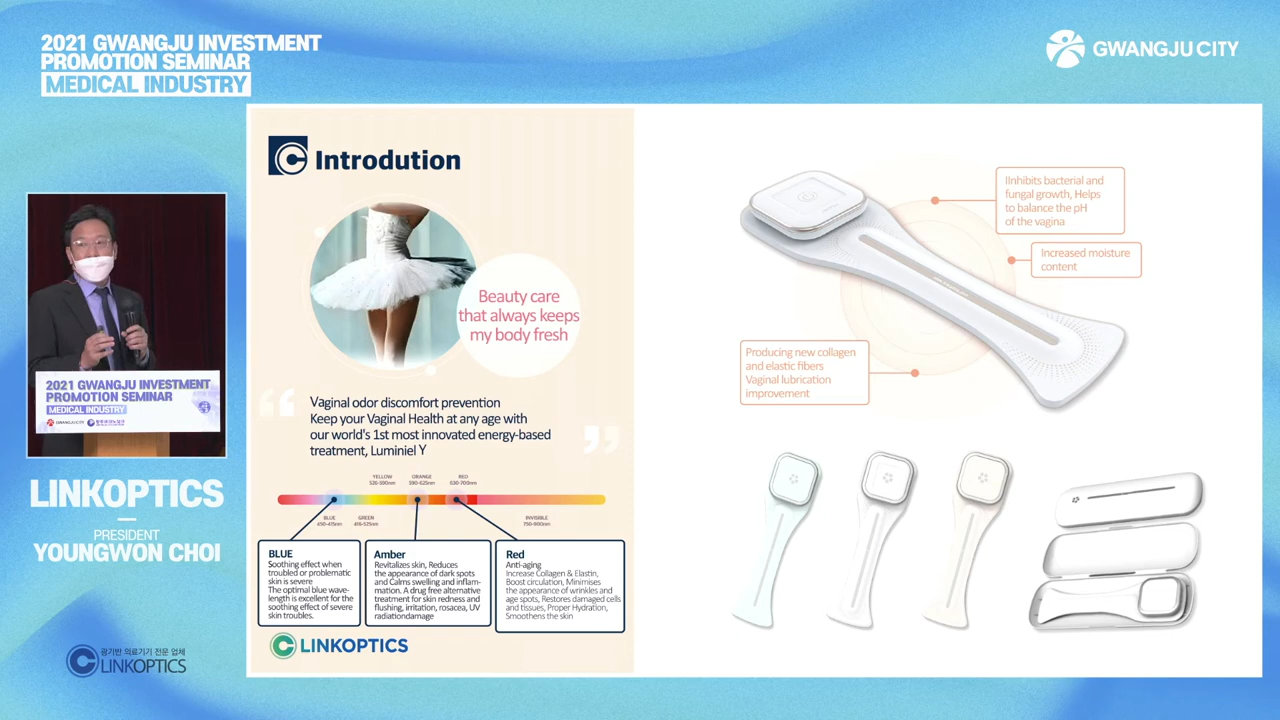 2021 GWANGJU INVESTMENT
PROMOTION SEMINAR
MEDICAL INDUSTRY
GWANGJU CITY
2021 GWANGJU INVESTMENT
PROMOTION SEMINAR
MEDICAL INDUSTRY
GWANGJU CITY
LINKOPTICS
PRESIDENT
YOUNGWON CHOI
광기반 의료기기 전문 업체
LINKOPTICS
Introdution
Beauty care
that always keeps
my body fresh
Vaginal odor discomfort prevention
Keep your Vaginal Health at any age with
our world's 1st most innovated energy-based
treatment, Luminiel Y
YELLOW
ORANGE
590-625nm
RED
630-700nm
BLUE
GREEN
416-525nm
INVISIBLE
750-900nm
BLUE
Soothing effect when
troubled or problematic
skin is severe
The optimal blue wave-
length is excellent for the
soothing effect of severe
skin troubles.
Amber
Revitalizes skin, Reduces
the appearance of dark spots
and Calms swelling and inflam-
mation. A drug free alternative
treatment for skin redness and
flushing, irritation, rosacea, UV
radiationdamage
Red
Anti-aging
Increase Collagen & Elastin,
Boost circulation, Minimises
the appearance of wrinkles and
age spots, Restores damaged cells
and tissues, Proper Hydration,
Smoothens the skin
LINKOPTICS
IInhibits bacterial and
fungal growth, Helps
to balance the pH
of the vagina
Increased moisture
content
Producing new collagen
and elastic fibers
Vaginal lubrication
improvement